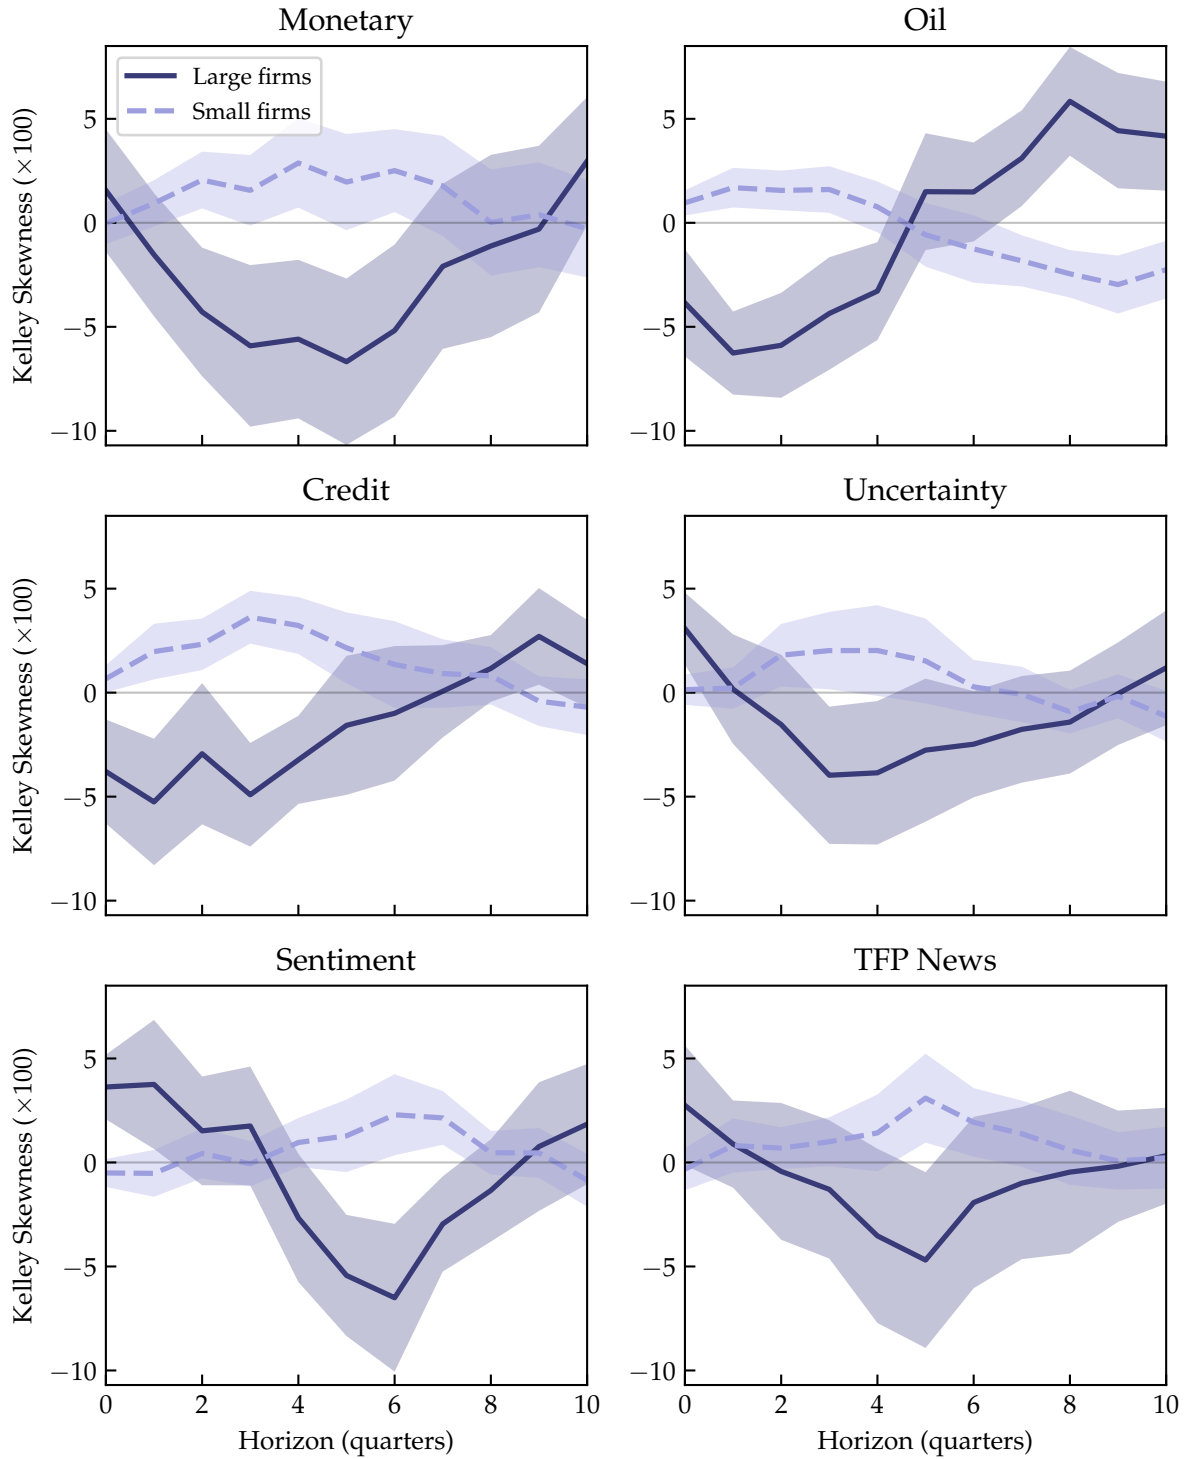 Monetary
Oil
Large firms
Small firms
Kelley Skewness (×100)
5
0
−5
−10
5
0
−5
−10
Credit
Uncertainty
Kelley Skewness (×100)
5
0
−5
−10
5
0
−5
−10
Sentiment
TFP News
Kelley Skewness (×100)
5
0
−5
−10
5
0
−5
−10
0 2 4 6 8 10
0 2 4 6 8 10
Horizon (quarters)
Horizon (quarters)